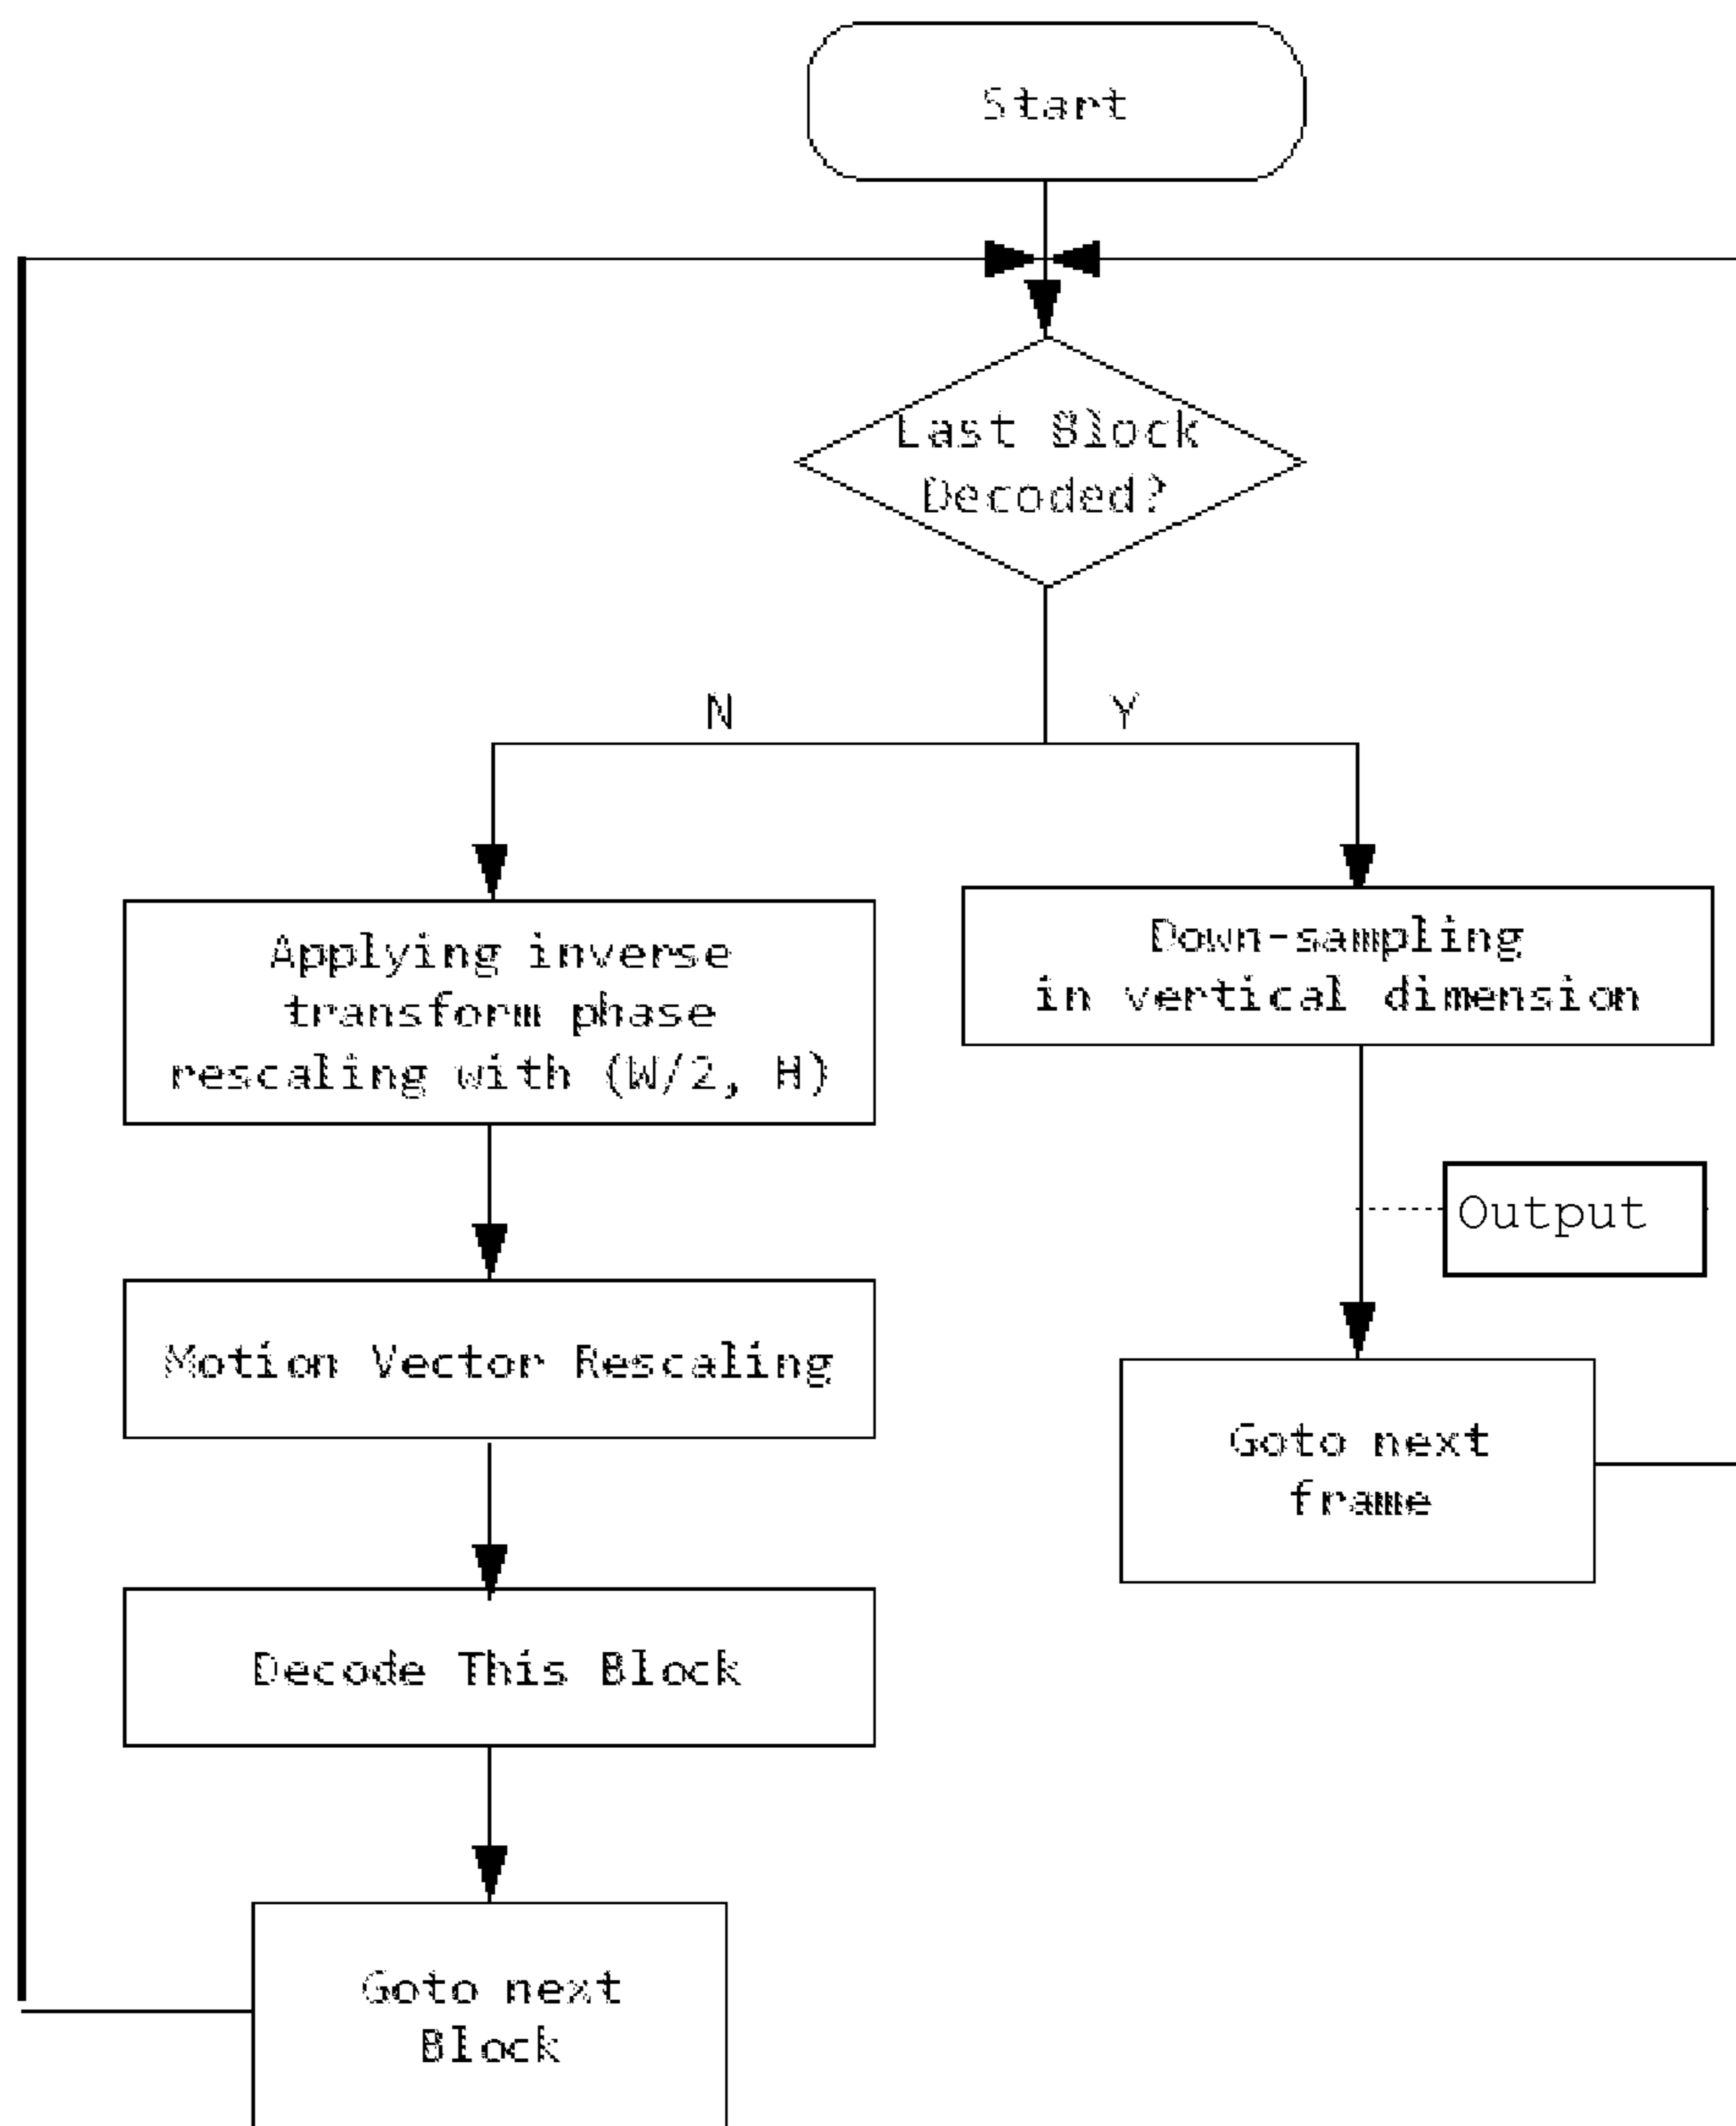 Start
Last Block
Decoded?
N
Y
Applying inverse
transform phase
rescaling with (W/2, H)
Down-sampling
in vertical dimension
Output
Motion Vector Rescaling
Goto next
frame
Decode This Block
Goto next
Block